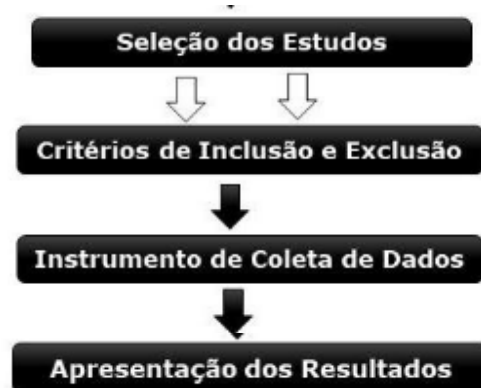 Seleção dos Estudos
Critérios de Inclusão e Exclusão
Instrumento de Coleta de Dados
Apresentação dos Resultados